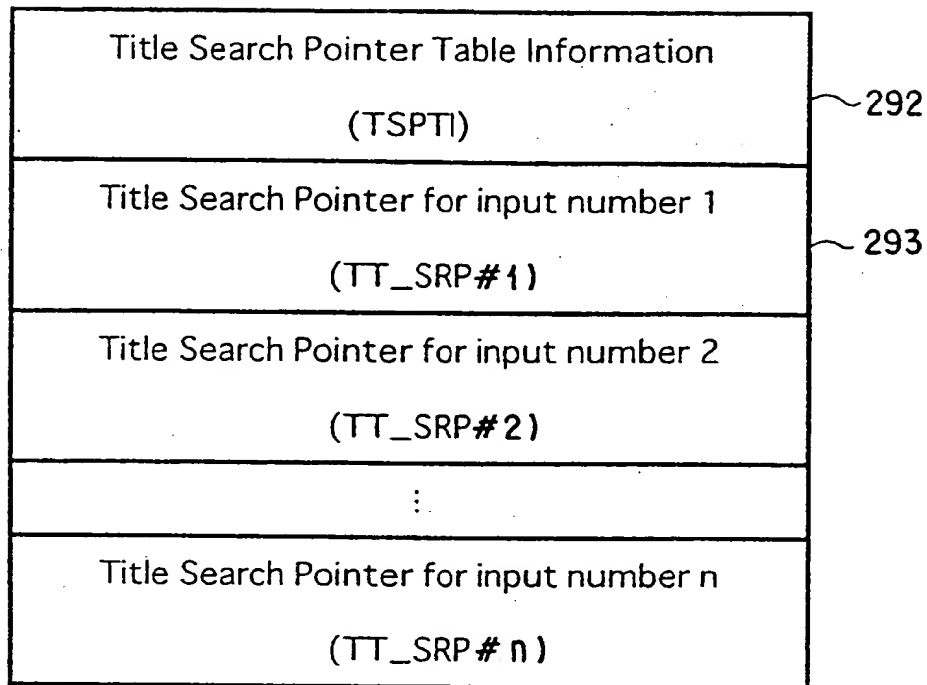 Title Search Pointer Table Information
(TSPTI)
292
Title Search Pointer for input number 1
(TT_SRP#1)
293
Title Search Pointer for input number 2
(TT_SRP#2)
⋮
Title Search Pointer for input number n
(TT_SRP#n)